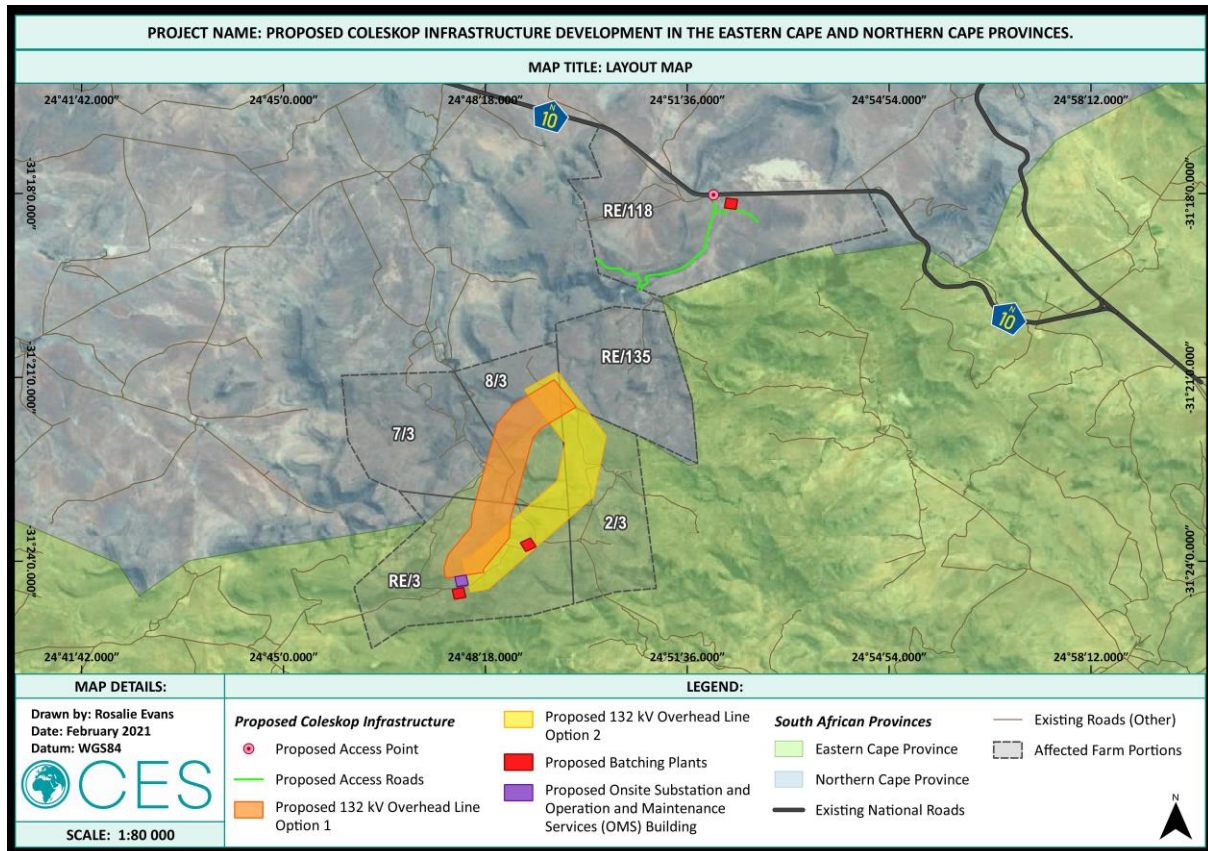 PROJECT NAME: PROPOSED COLESKOP INFRASTRUCTURE DEVELOPMENT IN THE EASTERN CAPE AND NORTHERN CAPE PROVINCES.
MAP TITLE: LAYOUT MAP
24°41'42.000"
24°45'0.000"
24°48'18.000"
24°51'36.000"
24°54'54.000"
24°58'12.000"
N
10
-31°18'0.000"
-31°18'0.000"
RE/118
N
10
RE/135
-31°21'0.000"
-31°21'0.000"
8/3
7/3
2/3
-31°24'0.000"
-31°24'0.000"
RE/3
24°41'42.000"
24°45'0.000"
24°48'18.000"
24°51'36.000"
24°54'54.000"
24°58'12.000"
MAP DETAILS:
Drawn by: Rosalie Evans
Date: February 2021
Datum: WGS84
CES
SCALE: 1:80 000
LEGEND:
Proposed Coleskop Infrastructure
Proposed Access Point
Proposed Access Roads
Proposed 132 kV Overhead Line
Option 1
Proposed 132 kV Overhead Line
Option 2
Proposed Batching Plants
Proposed Onsite Substation and
Operation and Maintenance
Services (OMS) Building
South African Provinces
Eastern Cape Province
Northern Cape Province
Existing National Roads
Existing Roads (Other)
Affected Farm Portions
N